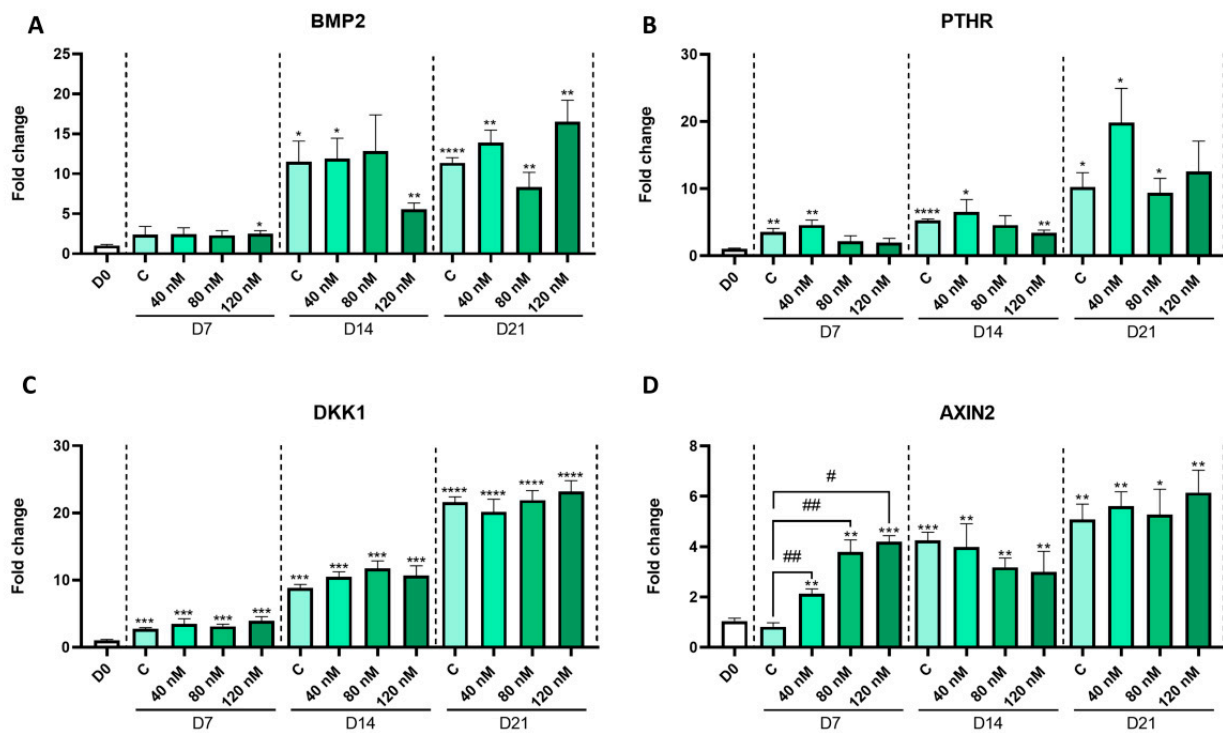 A
BMP2
Fold change
25
20
15
10
5
0
* * * ** **** ** ** **
D0
C
40 nM
80 nM
120 nM
C
40 nM
80 nM
120 nM
C
40 nM
80 nM
120 nM
D7
D14
D21
B
PTHR
Fold change
30
20
10
0
** ** **** * ** * * *
D0
C
40 nM
80 nM
120 nM
C
40 nM
80 nM
120 nM
C
40 nM
80 nM
120 nM
D7
D14
D21
C
DKK1
Fold change
30
20
10
0
*** *** *** *** *** *** *** *** **** **** **** ****
D0
C
40 nM
80 nM
120 nM
C
40 nM
80 nM
120 nM
C
40 nM
80 nM
120 nM
D7
D14
D21
D
AXIN2
Fold change
8
6
4
2
0
#
##
##
** ** *** *** ** ** ** ** ** * **
D0
C
40 nM
80 nM
120 nM
C
40 nM
80 nM
120 nM
C
40 nM
80 nM
120 nM
D7
D14
D21